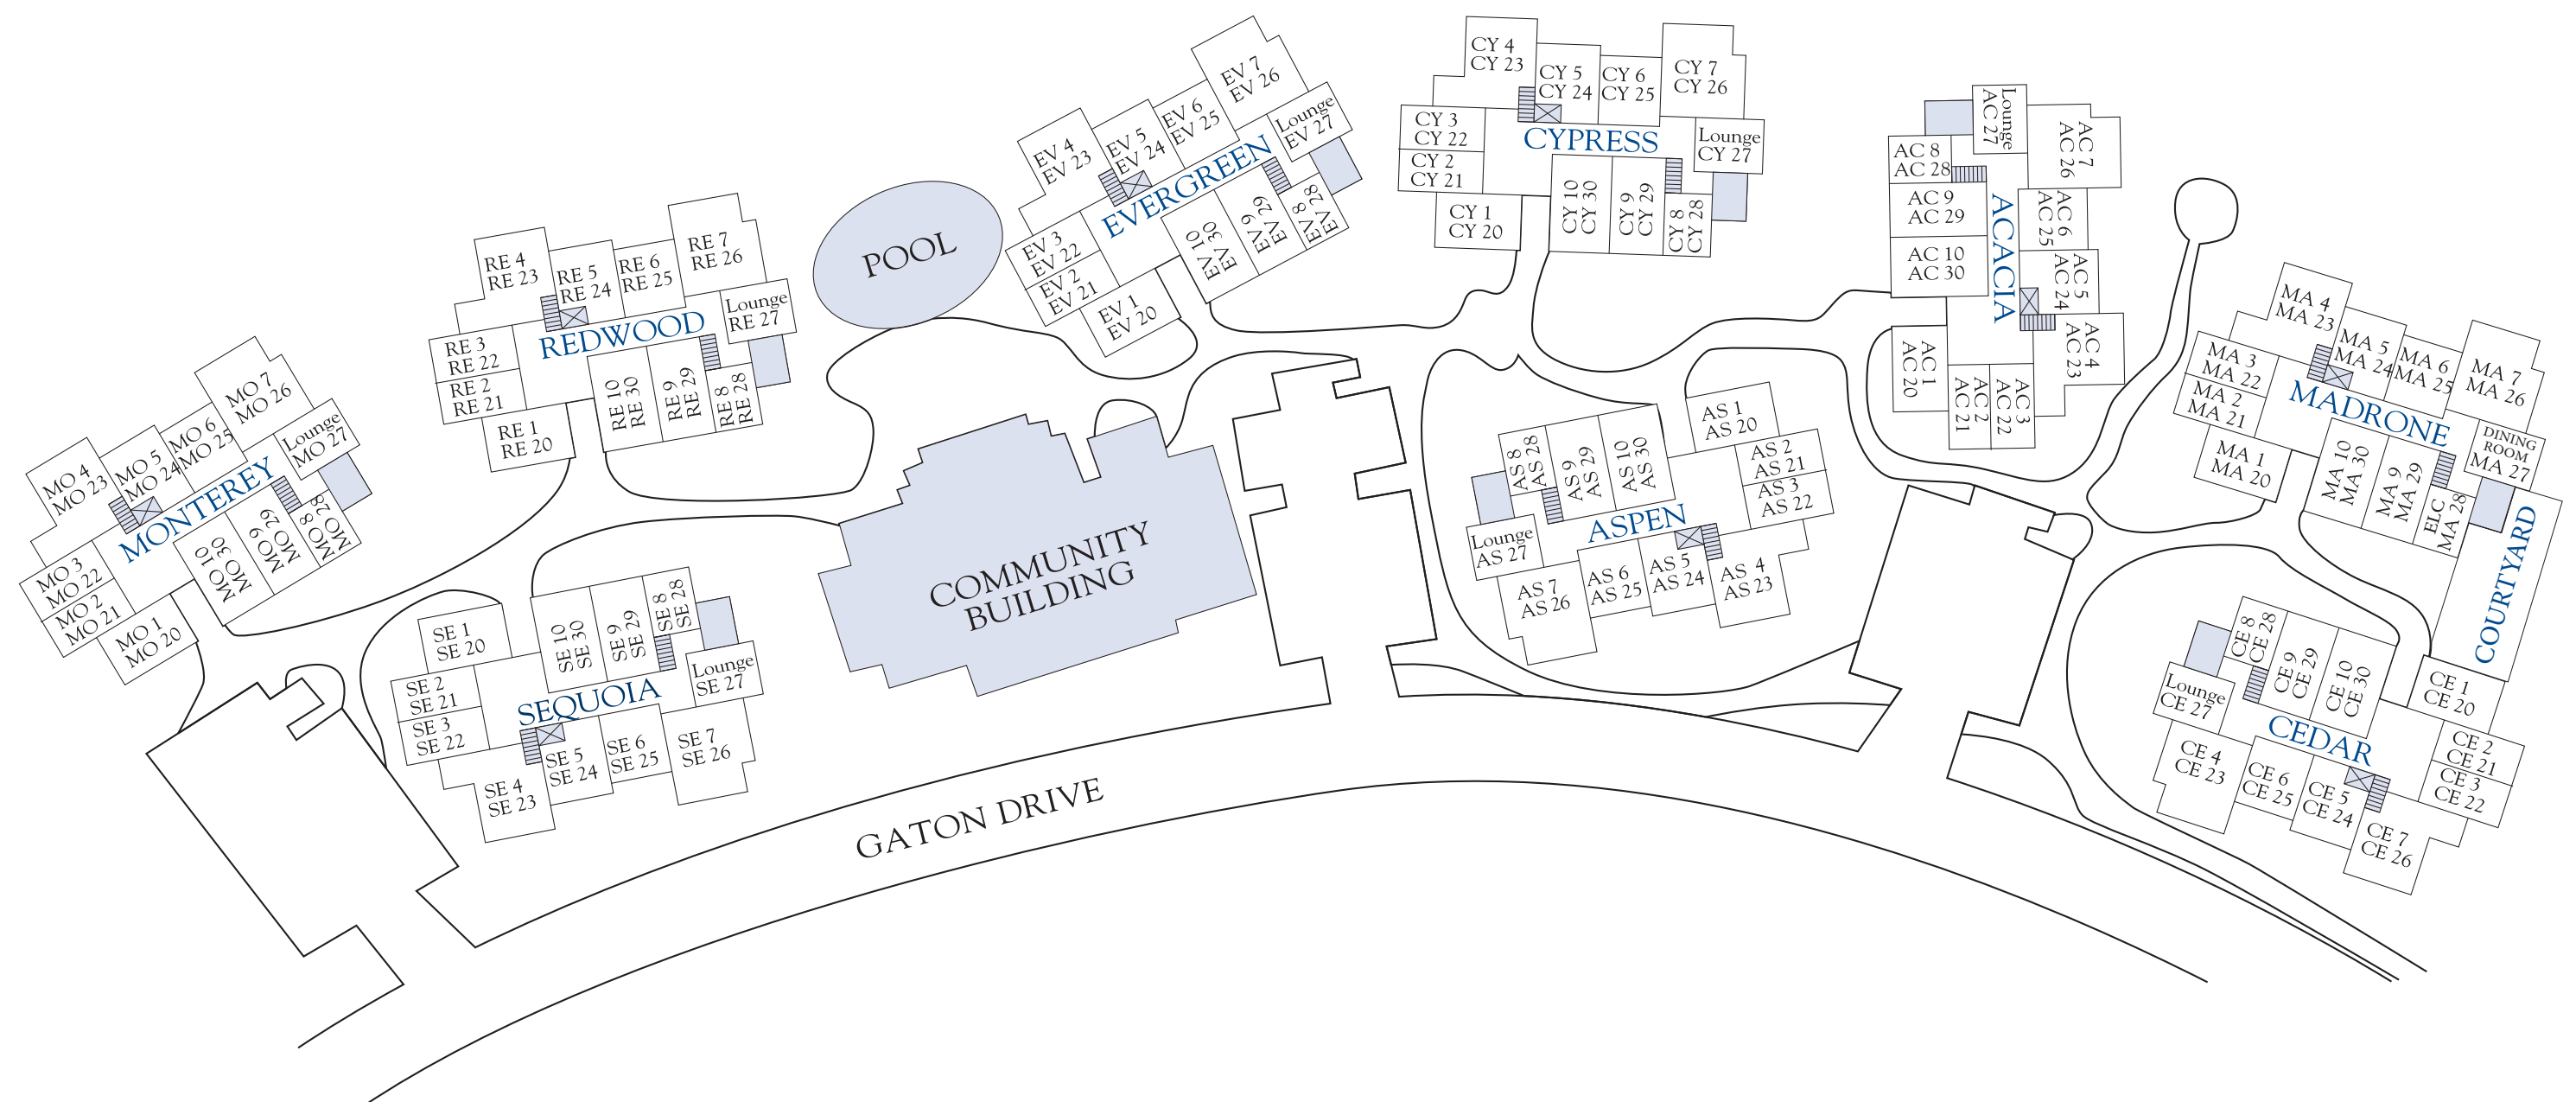 MO 7
MO 26
MO 6
MO 25
MO 5
MO 24
MO 4
MO 23
Lounge
MO 27
MONTEREY
MO 3
MO 22
MO 2
MO 21
MO 1
MO 20
MO 10
MO 30
MO 9
MO 29
MO 8
MO 28
RE 4
RE 23
RE 5
RE 24
RE 6
RE 25
RE 7
RE 26
Lounge
RE 27
REDWOOD
RE 3
RE 22
RE 2
RE 21
RE 1
RE 20
RE 10
RE 30
RE 9
RE 29
RE 8
RE 28
SE 1
SE 20
SE 2
SE 21
SE 3
SE 22
SE 10
SE 30
SE 9
SE 29
SE 8
SE 28
Lounge
SE 27
SEQUOIA
SE 4
SE 23
SE 5
SE 24
SE 6
SE 25
SE 7
SE 26
POOL
COMMUNITY
BUILDING
GATON DRIVE
EV 4
EV 23
EV 5
EV 24
EV 6
EV 25
EV 7
EV 26
Lounge
EV 27
EVERGREEN
EV 3
EV 22
EV 2
EV 21
EV 1
EV 20
EV 10
EV 30
EV 9
EV 29
EV 8
EV 28
CY 4
CY 23
CY 5
CY 24
CY 6
CY 25
CY 7
CY 26
CY 3
CY 22
CYPRESS
Lounge
CY 27
CY 2
CY 21
CY 1
CY 20
CY 10
CY 30
CY 9
CY 29
CY 8
CY 28
AS 1
AS 20
AS 2
AS 21
AS 3
AS 22
AS 8
AS 28
AS 9
AS 29
AS 10
AS 30
ASPEN
Lounge
AS 27
AS 7
AS 26
AS 6
AS 25
AS 5
AS 24
AS 4
AS 23
Lounge
AC 27
AC 7
AC 26
AC 8
AC 28
AC 9
AC 29
AC 10
AC 30
ACACIA
AC 6
AC 25
AC 5
AC 24
AC 4
AC 23
AC 1
AC 20
AC 2
AC 21
AC 3
AC 22
MA 4
MA 23
MA 5
MA 24
MA 6
MA 25
MA 7
MA 26
MA 3
MA 22
MA 2
MA 21
MA 1
MA 20
MADRONE
DINING
ROOM
MA 27
MA 10
MA 30
MA 9
MA 29
ELC
MA 28
COURTYARD
CE 8
CE 28
CE 9
CE 29
CE 10
CE 30
CE 1
CE 20
Lounge
CE 27
CEDAR
CE 2
CE 21
CE 3
CE 22
CE 4
CE 23
CE 6
CE 25
CE 5
CE 24
CE 7
CE 26